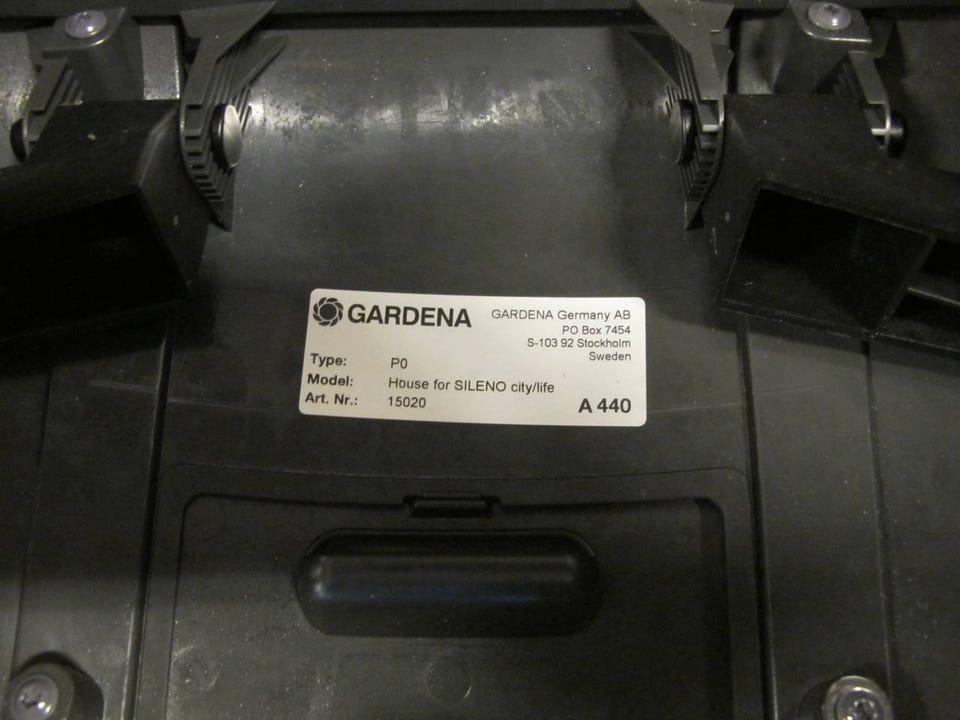 GARDENA
GARDENA Germany AB
PO Box 7454
S-103 92 Stockholm
Sweden
Type: P0
Model: House for SILENO city/life
Art. Nr.: 15020
A 440